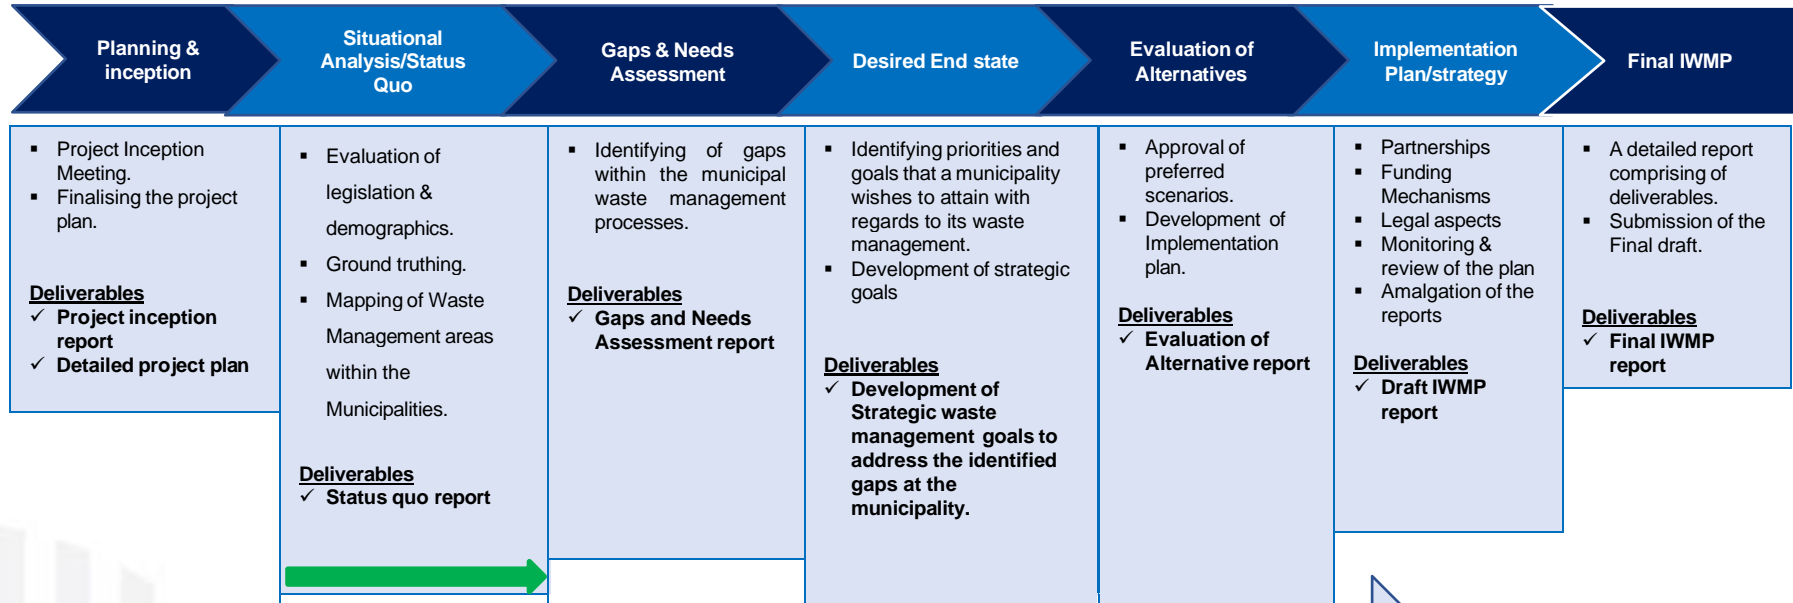 Planning &
inception
Situational
Analysis/Status
Quo
Gaps & Needs
Assessment
Desired End state
Evaluation of
Alternatives
Implementation
Plan/strategy
Final IWMP
▪ Project Inception
Meeting.
▪ Finalising the project
plan.
Deliverables
✓ Project inception
report
✓ Detailed project plan
▪ Evaluation of
legislation &
demographics.
▪ Ground truthing.
▪ Mapping of Waste
Management areas
within the
Municipalities.
Deliverables
✓ Status quo report
▪ Identifying of gaps
within the municipal
waste management
processes.
Deliverables
✓ Gaps and Needs
Assessment report
▪ Identifying priorities and
goals that a municipality
wishes to attain with
regards to its waste
management.
▪ Development of strategic
goals
Deliverables
✓ Development of
Strategic waste
management goals to
address the identified
gaps at the
municipality.
▪ Approval of
preferred
scenarios.
▪ Development of
Implementation
plan.
Deliverables
✓ Evaluation of
Alternative report
▪ Partnerships
▪ Funding
Mechanisms
▪ Legal aspects
▪ Monitoring &
review of the plan
▪ Amalgation of the
reports
Deliverables
✓ Draft IWMP
report
▪ A detailed report
comprising of
deliverables.
▪ Submission of the
Final draft.
Deliverables
✓ Final IWMP
report